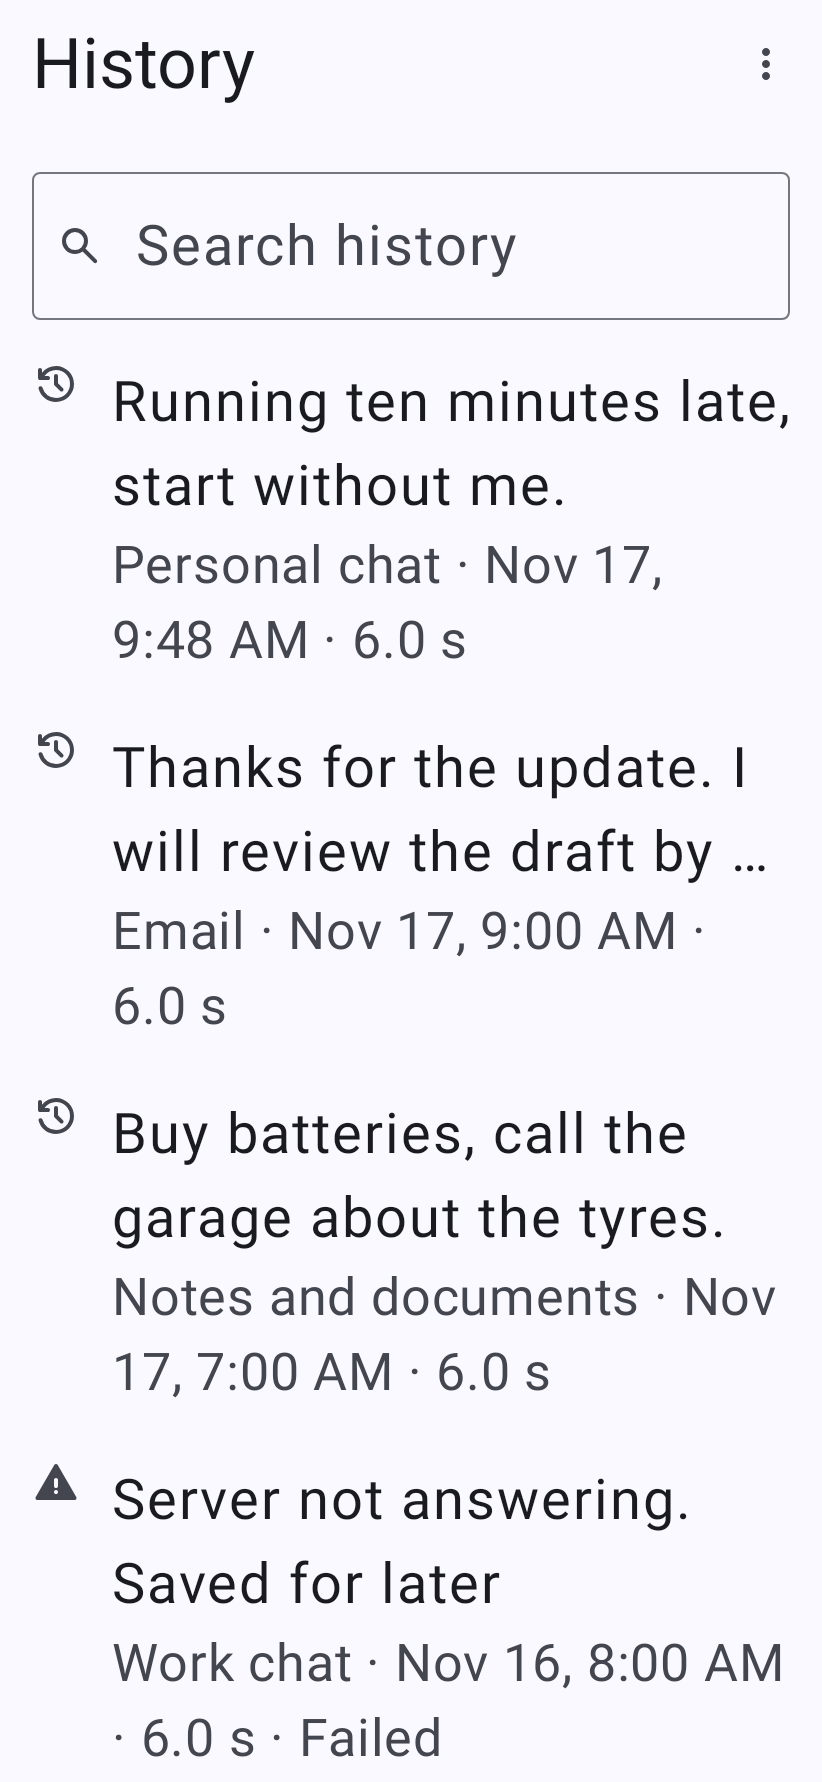 History
Search history
Running ten minutes late,
start without me.
Personal chat · Nov 17,
9:48 AM · 6.0 s
Thanks for the update. I
will review the draft by ...
Email · Nov 17, 9:00 AM ·
6.0 s
Buy batteries, call the
garage about the tyres.
Notes and documents · Nov
17, 7:00 AM · 6.0 s
Server not answering.
Saved for later
Work chat · Nov 16, 8:00 AM
· 6.0 s · Failed